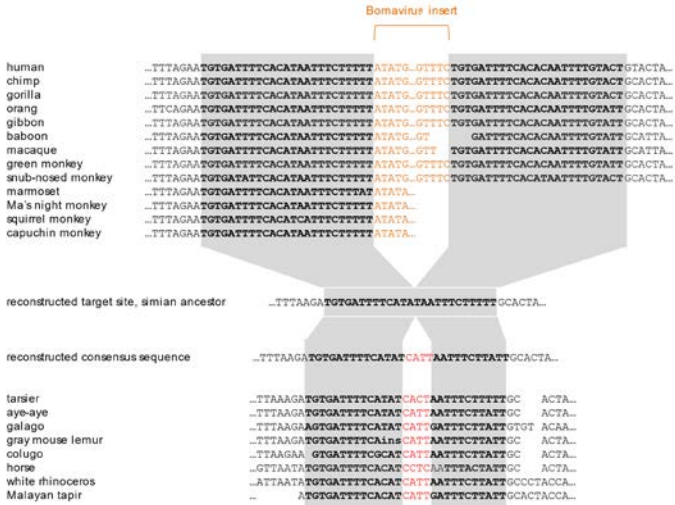 Bornavirus insert
human …TTTAGAATGTGATTTTCACATAATTTCTTTTTATATG…GTTTCTGTGATTTTCACACAATTTTGTACTGTACTA…
chimp …TTTAGAATGTGATTTTCACATAATTTCTTTTTATATG…GTTTCTGTGATTTTCACACAATTTTGTACTGCACTA…
gorilla …TTTAGAATGTGATTTTCACATAATTTCTTTTTATATG…GTTTCTGTGATTTTCACACAATTTTGTACTGCACTA…
orang …TTCAGAATGTGATTTTCACATAATTTCTTTTTATATG…GTTTCTGTGATTTTCACACAATTTTGTATTGCACTA…
gibbon …TTTAGAATGTGATTTTCACATAATTTCTTTTTATATG…GTTTCTGTGATTTTCACACAATTTTGTATTGCACTA…
baboon …TTTAGAATGTGATTTTCACATAATTTCTTTTTATATG…GT GATTTTCACACAATTTTGTATTGCATTA…
macaque …TTTAGAATGTGATTTTCACATAATTTCTTTTTATATG…GTT TGTGATTTTCACACAATTTTGTATTGCATTA…
green monkey …TTTAGAATGTGATTTTCACATAATTTCTTTTTATATG…GTTTCTGTGATTTTCACACAATTTTGTATTGCACTA…
snub-nosed monkey …TTTAGAATGTGATATTCACATAATTTCTTTTTATATG…GTTTCTGTGATTTTCACATAATTTTGTACTGCACTA…
marmoset …TTTAGAATGTGATTTTCACATAATTTCTTTATATATA…
Ma's night monkey …TTTAGAATGTGATTTTCACATAATTTCTTTTTATATA…
squirrel monkey …TTTAGAATGTGATTTTCACATCATTTCTTTTTATATA…
capuchin monkey …TTTAGAATGTGATTTTCACATAATTTCTTTTTATATA…
reconstructed target site, simian ancestor …TTTAAGATGTGATTTTCATATAATTTCTTTTTGCACTA…
reconstructed consensus sequence …TTTAAGATGTGATTTTCATATCATTAATTTCTTATTGCACTA…
tarsier …TTAAAGATGTGATTTTCATATCACTAATTTCTTTTTGC ACTA…
aye-aye …TTTAAGATGTGATTTTCATATCATTAATTTCTTATTGC ACTA…
galago …TTTAAGAAGTGATTTTCATATCATTGATTTCTTATTGTGT ACAA…
gray mouse lemur …TTTAAGATGTGATTTTCAinsCATTAATTTCTTATTGC ACTA…
colugo …TTTAAGAA GTGATTTTCGCATCATTAATTTCTTATTGC ACTA…
horse …GTTAATATGTGATTTTCACATCCTCAATTTACTATTGC ACTA…
white rhinoceros …ATTAATATGTGATTTTCACATCATTAATTTCTTATTGCCCTACTA…
Malayan tapir … ATGTGATTTTCACATCATTGATTTCTTATTGCACTACCA…